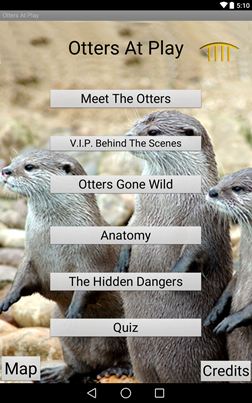 5:10
Otters At Play
Otters At Play
Meet The Otters
V.I.P. Behind The Scenes
Otters Gone Wild
Anatomy
The Hidden Dangers
Quiz
Map
Credits